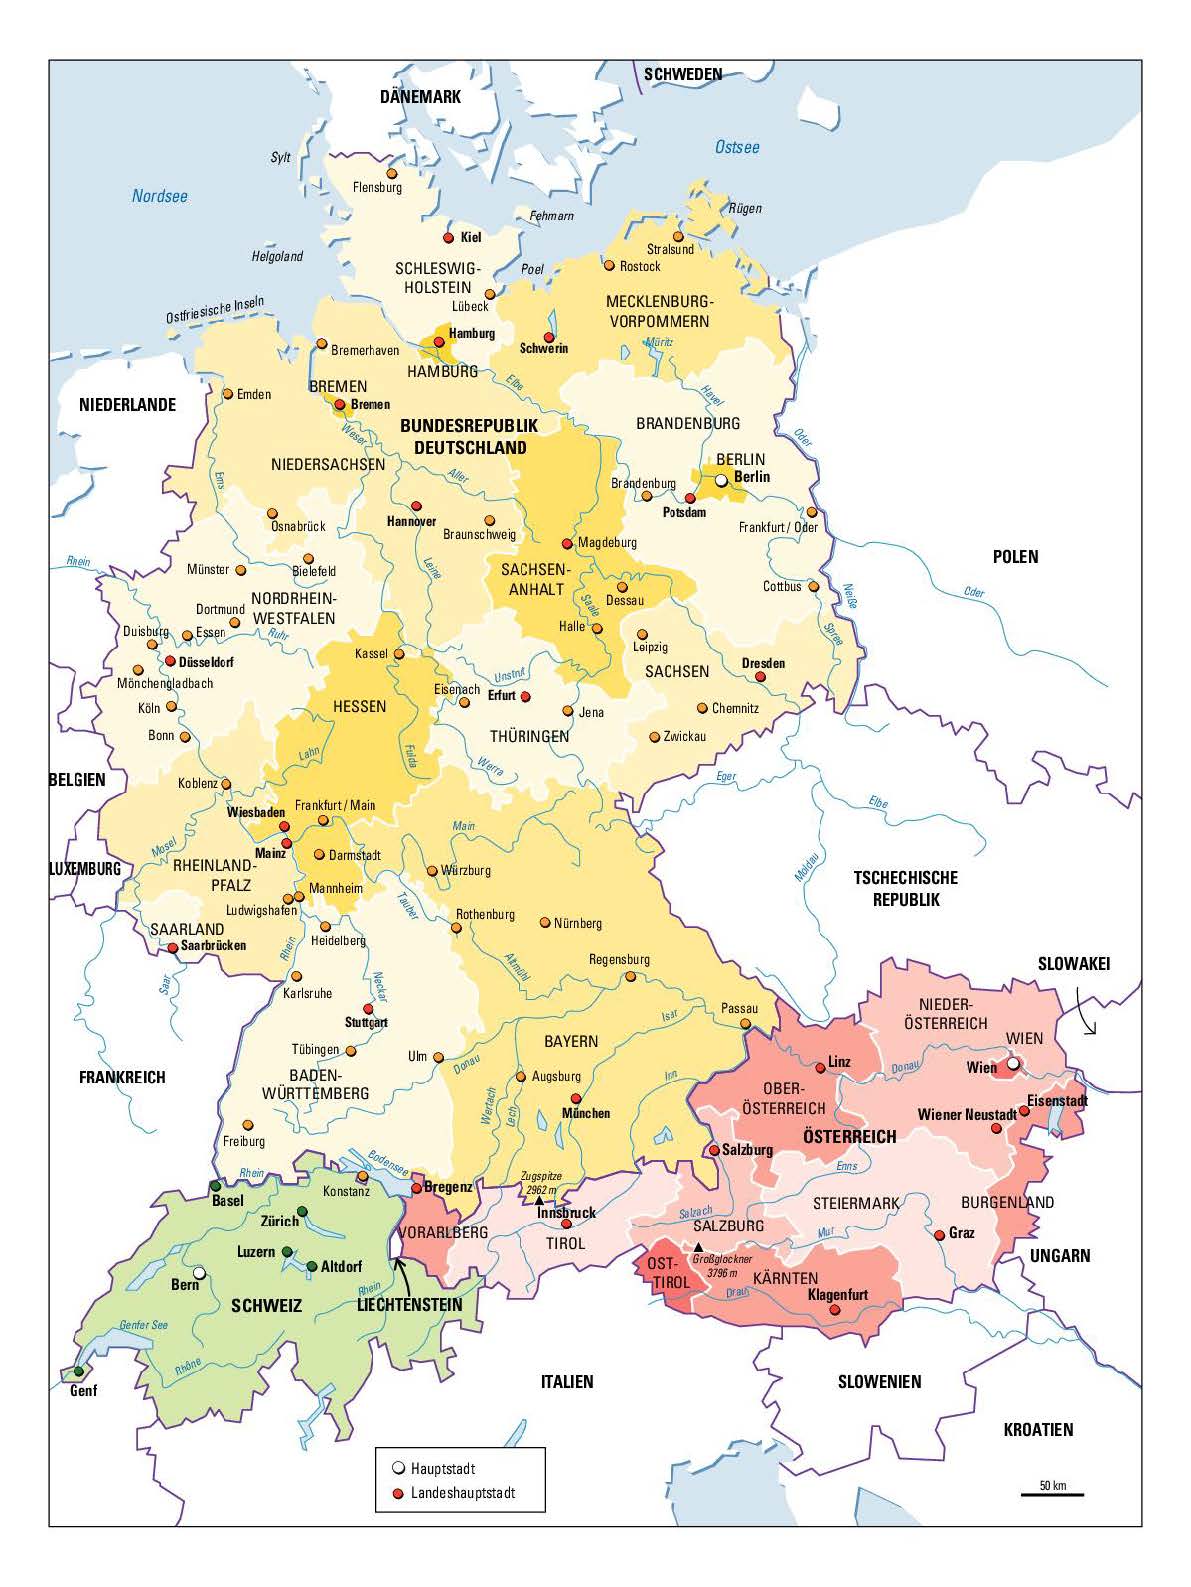 SCHWEDEN
DÄNEMARK
Ostsee
Sylt
Flensburg
Nordsee
Rügen
Fehmarn
Kiel
Stralsund
Helgoland
Rostock
Poel
SCHLESWIG-
HOLSTEIN
Lübeck
MECKLENBURG-
VORPOMMERN
Ostfriesische Inseln
Hamburg
Schwerin
Müritz
Bremerhaven
HAMBURG
Elbe
BREMEN
Emden
Havel
NIEDERLANDE
Bremen
BUNDESREPUBLIK
DEUTSCHLAND
BRANDENBURG
Weser
Oder
NIEDERSACHSEN
BERLIN
Berlin
Aller
Ems
Brandenburg
Potsdam
Hannover
Osnabrück
Braunschweig
Frankfurt / Oder
Magdeburg
POLEN
Rhein
Münster
Bielefeld
Leine
SACHSEN-
ANHALT
Cottbus
Neiße
Oder
NORDRHEIN-
WESTFALEN
Dortmund
Dessau
Saale
Duisburg
Essen
Ruhr
Halle
Spree
Leipzig
Kassel
Düsseldorf
Mönchengladbach
Unstrut
SACHSEN
Dresden
Eisenach
Erfurt
Köln
HESSEN
Jena
Chemnitz
Bonn
THÜRINGEN
Zwickau
Lahn
Fulda
Werra
BELGIEN
Koblenz
Eger
Elbe
Wiesbaden
Frankfurt / Main
Main
Mosel
Mainz
Darmstadt
LUXEMBURG
RHEINLAND-
PFALZ
Würzburg
Moldau
TSCHECHISCHE
REPUBLIK
Mannheim
Ludwigshafen
Tauber
Rothenburg
Nürnberg
SAARLAND
Saarbrücken
Heidelberg
Rhein
Altmühl
Regensburg
SLOWAKEI
Saar
Karlsruhe
Neckar
Stuttgart
Passau
Isar
NIEDER-
ÖSTERREICH
BAYERN
WIEN
Tübingen
Ulm
Donau
Linz
Donau
Wien
FRANKREICH
BADEN-
WÜRTTEMBERG
Augsburg
Inn
OBER-
ÖSTERREICH
Wertach
Lech
München
Eisenstadt
Wiener Neustadt
Freiburg
ÖSTERREICH
Salzburg
Bodensee
Enns
Rhein
Zugspitze
2962 m
Konstanz
Bregenz
Basel
STEIERMARK
BURGENLAND
Innsbruck
Salzach
Zürich
VORARLBERG
SALZBURG
Mur
Graz
TIROL
Luzern
Altdorf
Großglockner
3796 m
UNGARN
OST-
TIROL
KÄRNTEN
Bern
Rhein
Drau
Klagenfurt
SCHWEIZ
LIECHTENSTEIN
Genfer See
Rhône
Genf
ITALIEN
SLOWENIEN
KROATIEN
Hauptstadt
Landeshauptstadt
50 km